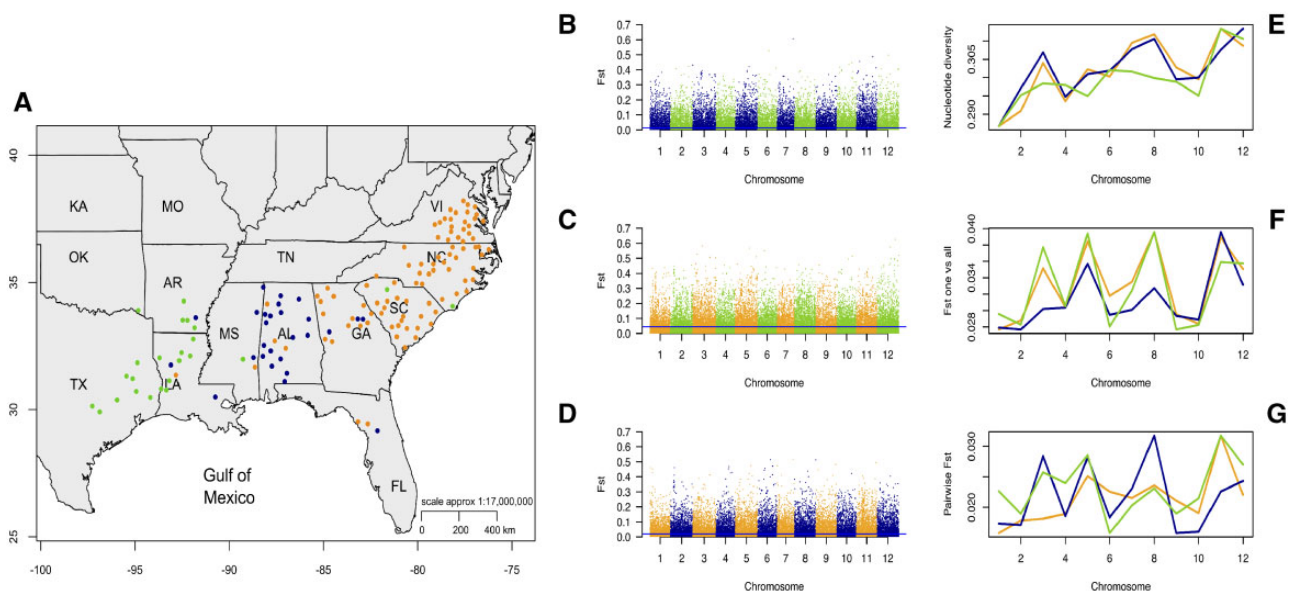 A
40
35
30
25
-100
-95
-90
-85
-80
-75
KA
MO
VI
OK
TN
NC
AR
SC
MS
AL
GA
TX
LA
FL
Gulf of
Mexico
scale approx 1:17,000,000
0 200 400 km
B
Fst
0.7
0.6
0.5
0.4
0.3
0.2
0.1
0.0
1 2 3 4 5 6 7 8 9 10 11 12
Chromosome
E
Nucleotide diversity
0.305
0.290
2 4 6 8 10 12
Chromosome
C
Fst
0.7
0.6
0.5
0.4
0.3
0.2
0.1
0.0
1 2 3 4 5 6 7 8 9 10 11 12
Chromosome
F
Fst one vs all
0.040
0.034
0.028
2 4 6 8 10 12
Chromosome
D
Fst
0.7
0.6
0.5
0.4
0.3
0.2
0.1
0.0
1 2 3 4 5 6 7 8 9 10 11 12
Chromosome
G
Pairwise Fst
0.030
0.020
2 4 6 8 10 12
Chromosome